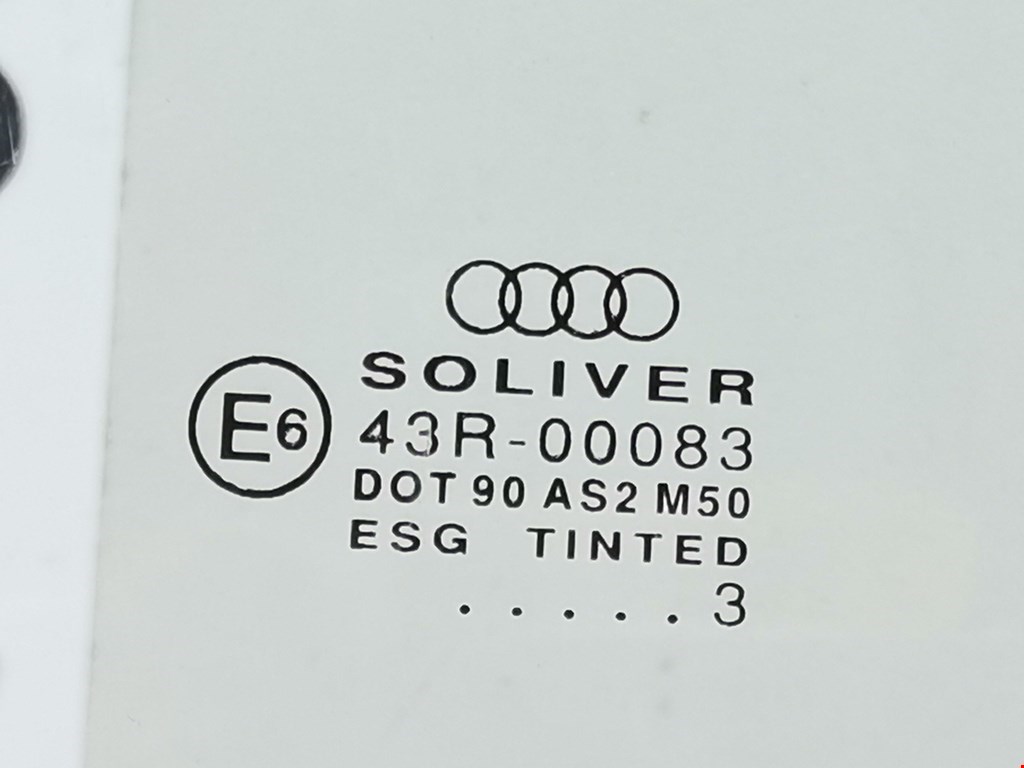 SOLIVER
E6
43R-00083
DOT 90 AS2 M50
ESG TINTED
. . . . . 3